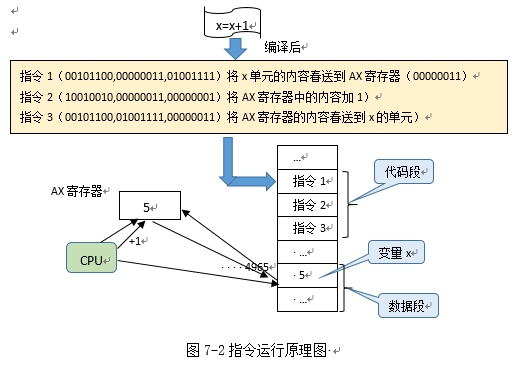 x=x+1
编译后
指令 1（00101100,00000011,01001111）将 x 单元的内容春送到 AX 寄存器（00000011）
指令 2（10010010,00000011,00000001）将 AX 寄存器中的内容加 1）
指令 3（00101100,01001111,00000011）将 AX 寄存器的内容春送到 x 的单元）
…
指令 1
代码段
AX 寄存器
5
指令 2
指令 3
+1
CPU
…
变量 x
4965
5
…
数据段
图 7-2 指令运行原理图